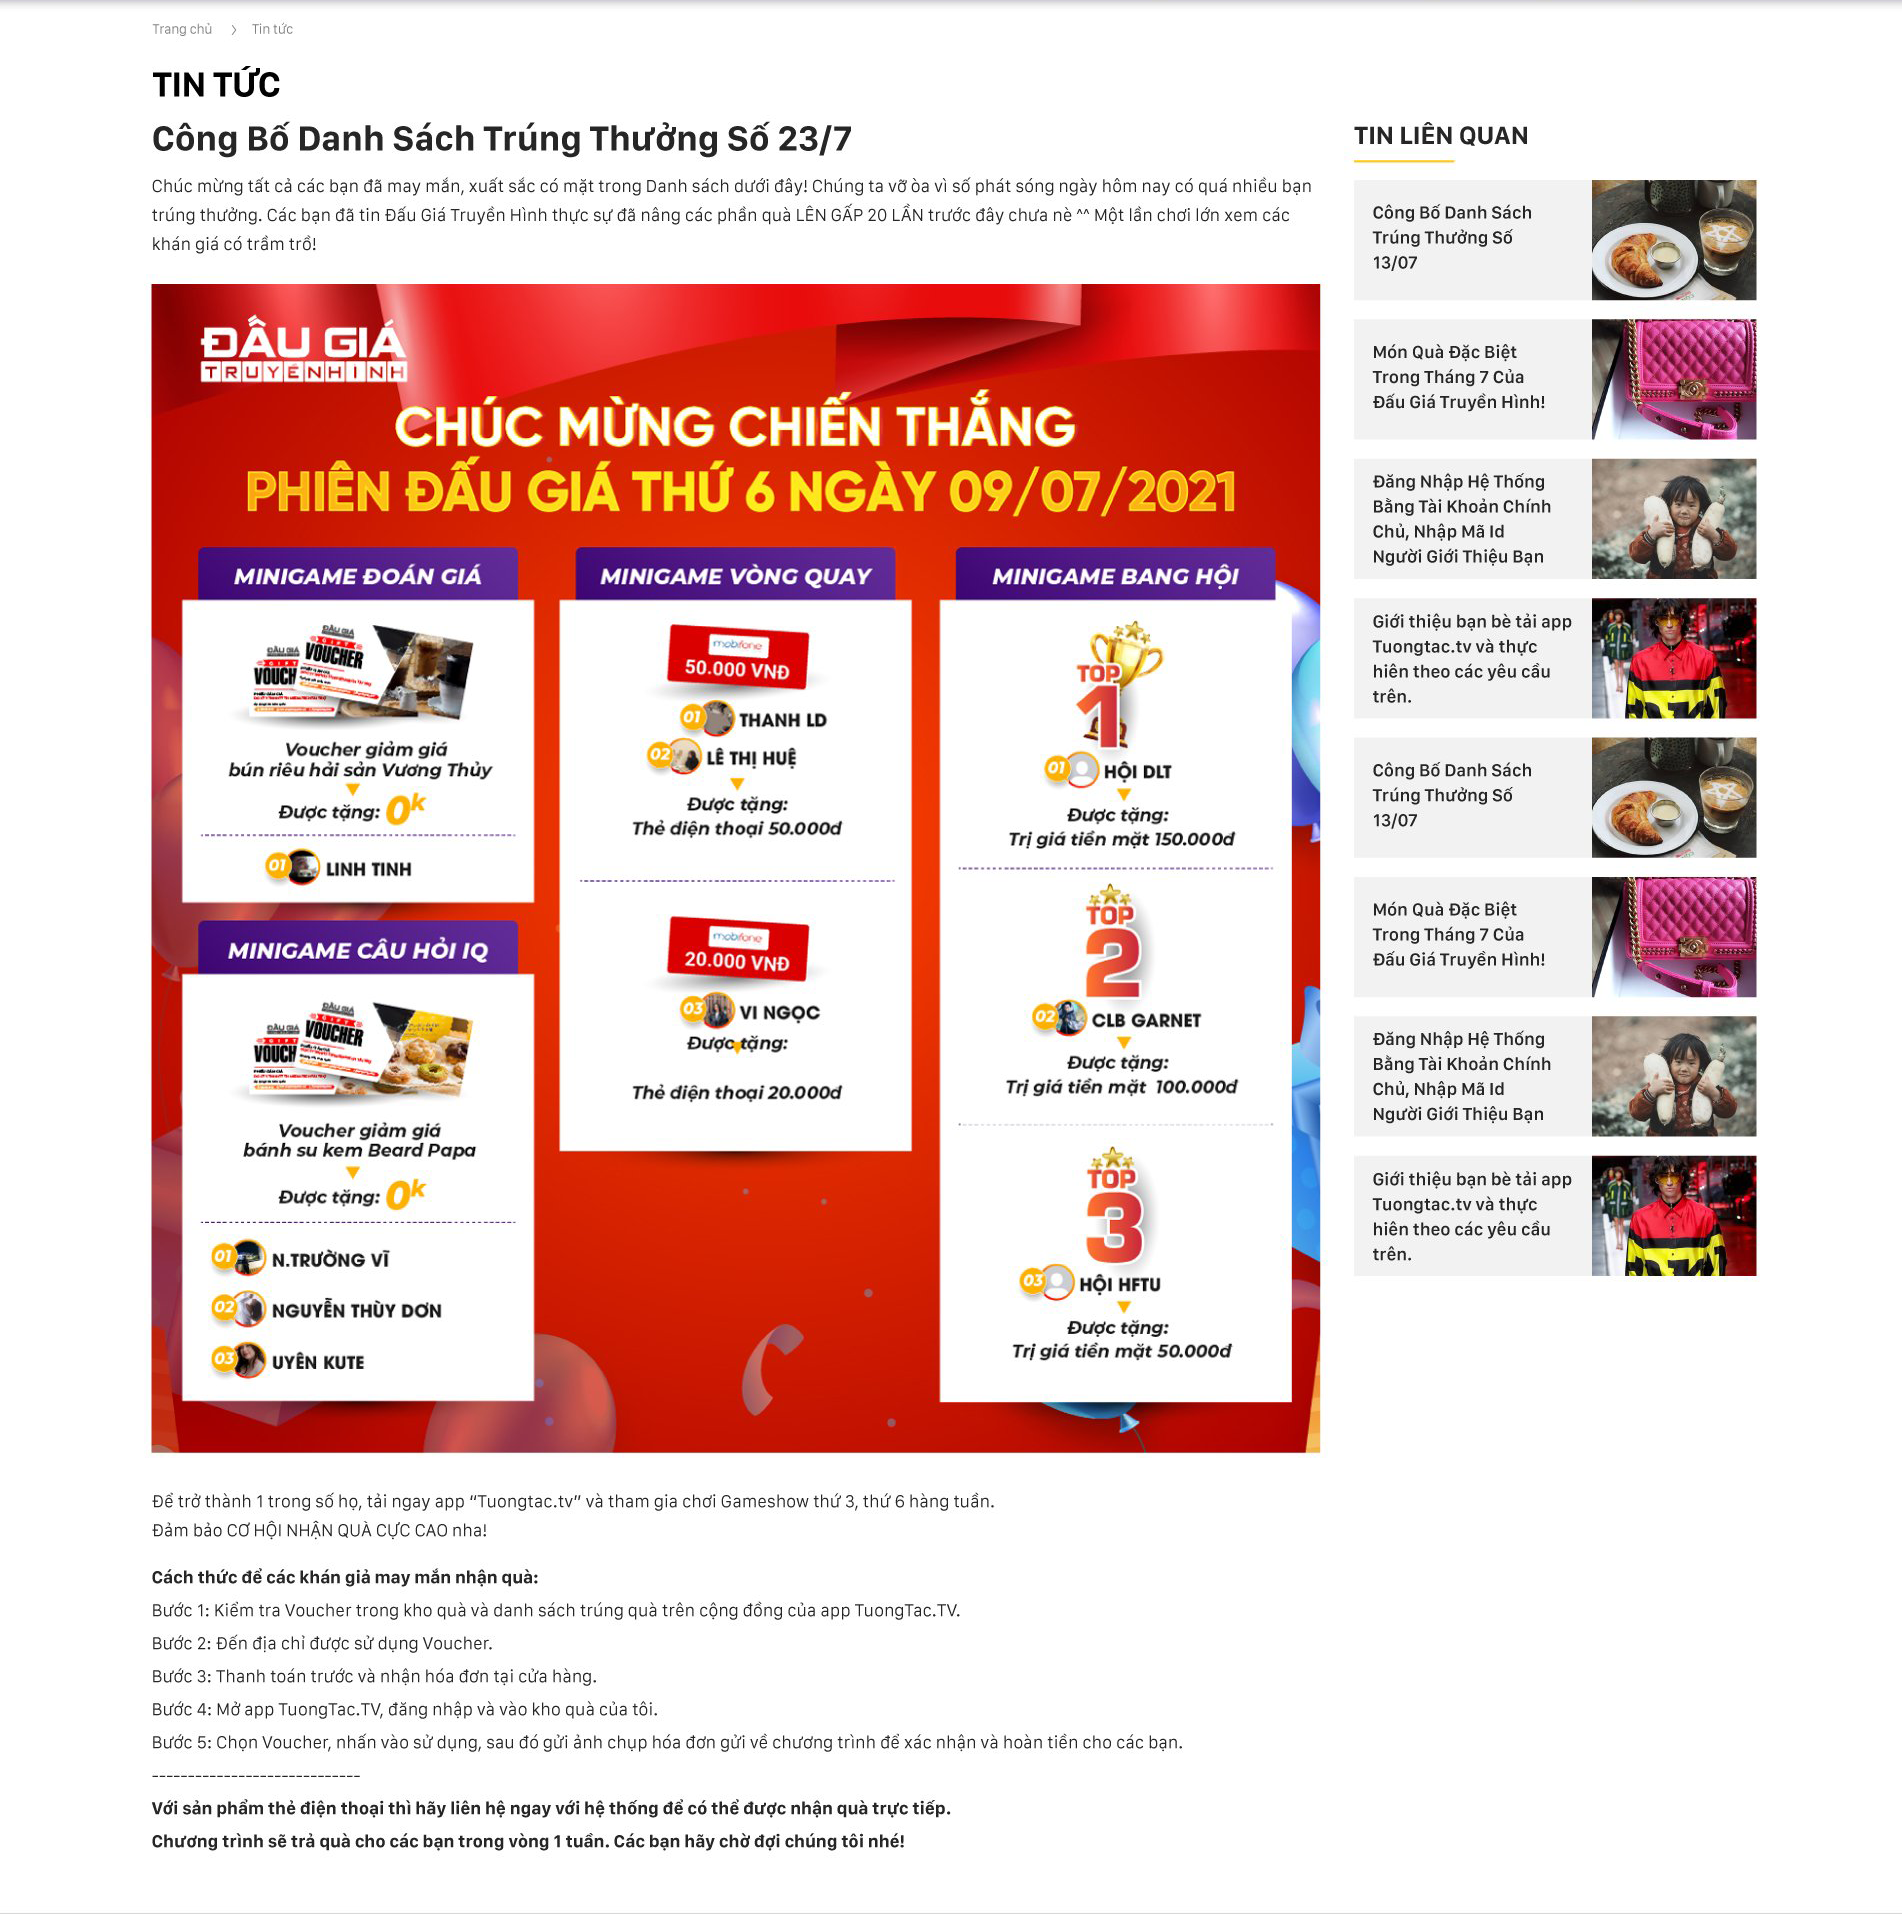 Trang chủ > Tin tức
TIN TỨC
Công Bố Danh Sách Trúng Thưởng Số 23/7
Chúc mừng tất cả các bạn đã may mắn, xuất sắc có mặt trong Danh sách dưới đây! Chúng ta vỡ òa vì số phát sóng ngày hôm nay có quá nhiều bạn
trúng thưởng. Các bạn đã tin Đấu Giá Truyền Hình thực sự đã nâng các phần quà LÊN GẤP 20 LẦN trước đây chưa nè ^^ Một lần chơi lớn xem các
khán giá có trầm trồ!
ĐẤU GIÁ
TRUYỀN HÌNH
CHÚC MỪNG CHIẾN THẮNG
PHIÊN ĐẤU GIÁ THỨ 6 NGÀY 09/07/2021
MINIGAME ĐOÁN GIÁ
ĐẤU GIÁ
GIFT
VOUCHER
ĐẤU GIÁ
GIFT
VOUCH
Voucher giảm giá
bún riêu hải sản Vương Thủy
Được tặng: 0k
01 LINH TINH
MINIGAME CÂU HỎI IQ
ĐẤU GIÁ
GIFT
VOUCHER
ĐẤU GIÁ
GIFT
VOUCH
Voucher giảm giá
bánh su kem Beard Papa
Được tặng: 0k
01 N.TRƯỜNG VĨ
02 NGUYỄN THÙY DƠN
03 UYÊN KUTE
MINIGAME VÒNG QUAY
mobifone
50.000 VNĐ
01 THANH LD
02 LÊ THỊ HUỆ
Được tặng:
Thẻ điện thoại 50.000đ
mobifone
20.000 VNĐ
03 VI NGỌC
Được tặng:
Thẻ điện thoại 20.000đ
MINIGAME BANG HỘI
TOP
1
01 HỘI DLT
Được tặng:
Trị giá tiền mặt 150.000đ
TOP
2
02 CLB GARNET
Được tặng:
Trị giá tiền mặt 100.000đ
TOP
3
03 HỘI HFTU
Được tặng:
Trị giá tiền mặt 50.000đ
Để trở thành 1 trong số họ, tải ngay app “Tuongtac.tv” và tham gia chơi Gameshow thứ 3, thứ 6 hàng tuần.
Đảm bảo CƠ HỘI NHẬN QUÀ CỰC CAO nha!
Cách thức để các khán giả may mắn nhận quà:
Bước 1: Kiểm tra Voucher trong kho quà và danh sách trúng quà trên cộng đồng của app TuongTac.TV.
Bước 2: Đến địa chỉ được sử dụng Voucher.
Bước 3: Thanh toán trước và nhận hóa đơn tại cửa hàng.
Bước 4: Mở app TuongTac.TV, đăng nhập và vào kho quà của tôi.
Bước 5: Chọn Voucher, nhấn vào sử dụng, sau đó gửi ảnh chụp hóa đơn gửi về chương trình để xác nhận và hoàn tiền cho các bạn.
-----------------------------
Với sản phẩm thẻ điện thoại thì hãy liên hệ ngay với hệ thống để có thể được nhận quà trực tiếp.
Chương trình sẽ trả quà cho các bạn trong vòng 1 tuần. Các bạn hãy chờ đợi chúng tôi nhé!
TIN LIÊN QUAN
Công Bố Danh Sách
Trúng Thưởng Số
13/07
Món Quà Đặc Biệt
Trong Tháng 7 Của
Đấu Giá Truyền Hình!
Đăng Nhập Hệ Thống
Bằng Tài Khoản Chính
Chủ, Nhập Mã Id
Người Giới Thiệu Bạn
Giới thiệu bạn bè tải app
Tuongtac.tv và thực
hiên theo các yêu cầu
trên.
Công Bố Danh Sách
Trúng Thưởng Số
13/07
Món Quà Đặc Biệt
Trong Tháng 7 Của
Đấu Giá Truyền Hình!
Đăng Nhập Hệ Thống
Bằng Tài Khoản Chính
Chủ, Nhập Mã Id
Người Giới Thiệu Bạn
Giới thiệu bạn bè tải app
Tuongtac.tv và thực
hiên theo các yêu cầu
trên.